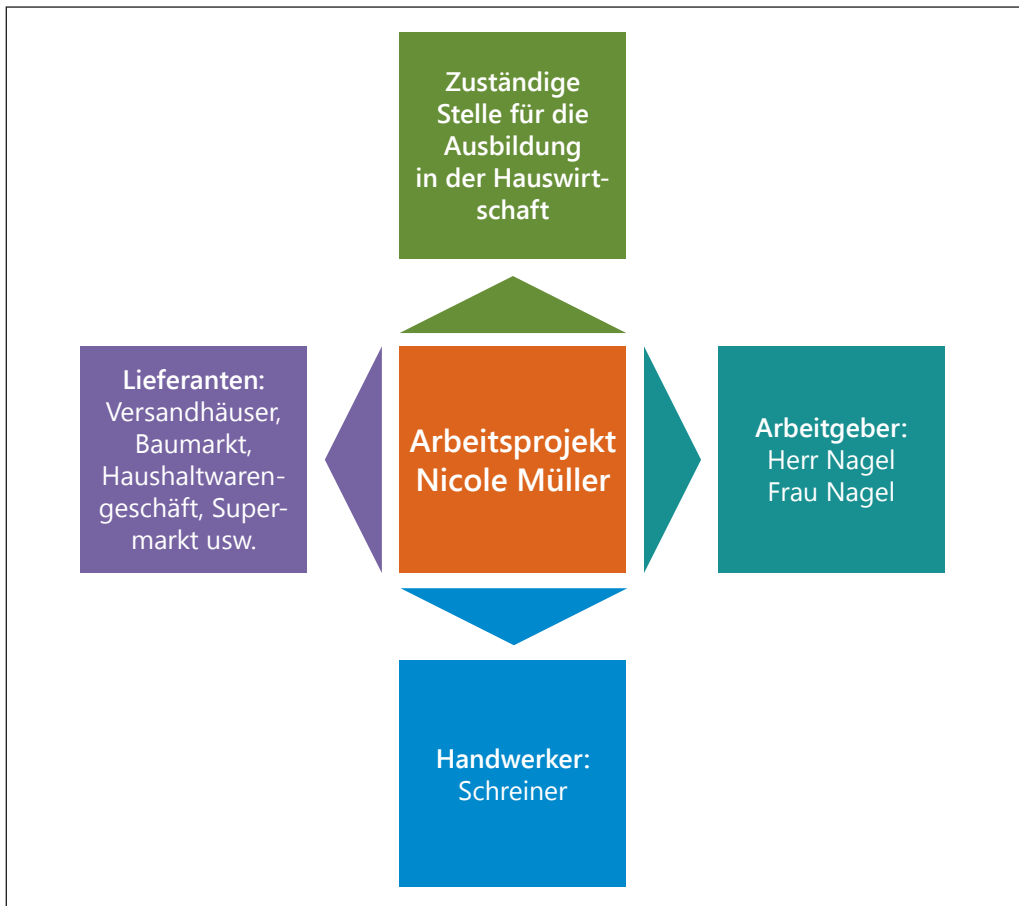 Zuständige
Stelle für die
Ausbildung
in der Hauswirt-
schaft
Lieferanten:
Versandhäuser,
Baumarkt,
Haushaltwaren-
geschäft, Super-
markt usw.
Arbeitsprojekt
Nicole Müller
Arbeitgeber:
Herr Nagel
Frau Nagel
Handwerker:
Schreiner